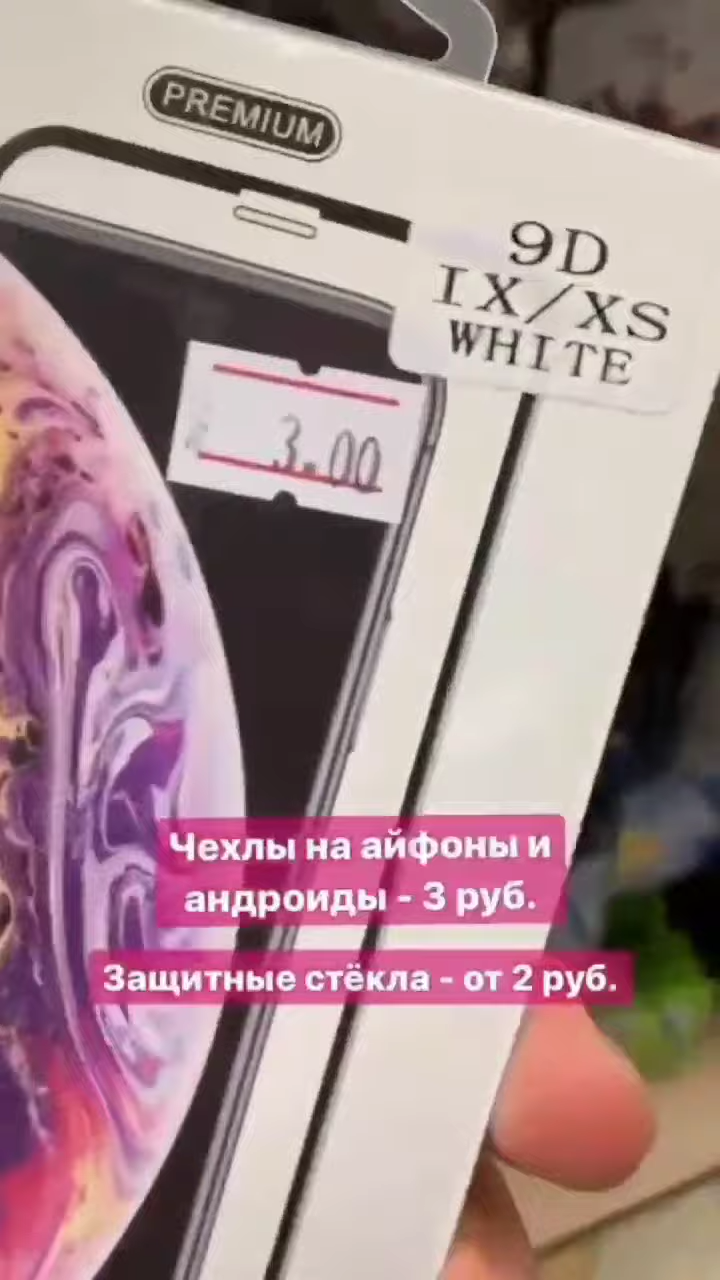 PREMIUM
9D
IX/XS
WHITE
3.00
Чехлы на айфоны и
андроиды - 3 руб.
Защитные стёкла - от 2 руб.